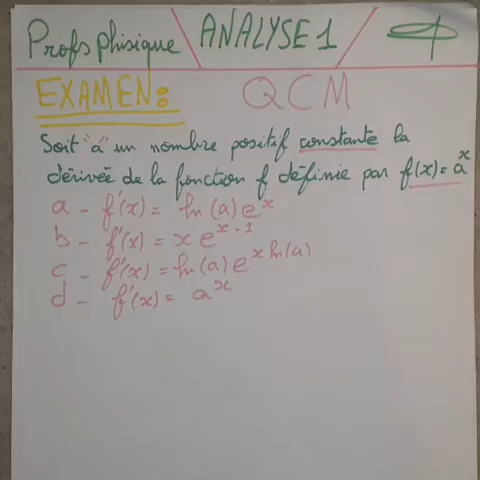 Profs phisique
ANALYSE 1
EXAMEN:
QCM
Soit "a" un nombre positif constante la
dérivée de la fonction f définie par f(x) = a^x
a - f'(x) = ln(a) e^x
b - f'(x) = x e^{x-1}
c - f'(x) = ln(a) e^{x ln(a)}
d - f'(x) = a^x